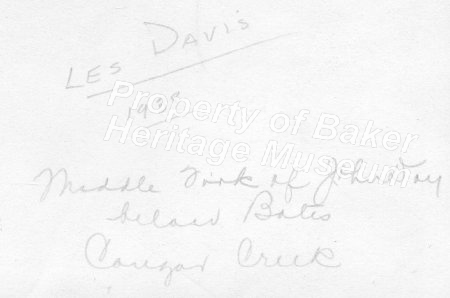 Les Davis
Property of Baker
Heritage Museum
Middle Fork of John Day
below Bates
Cougar Creek